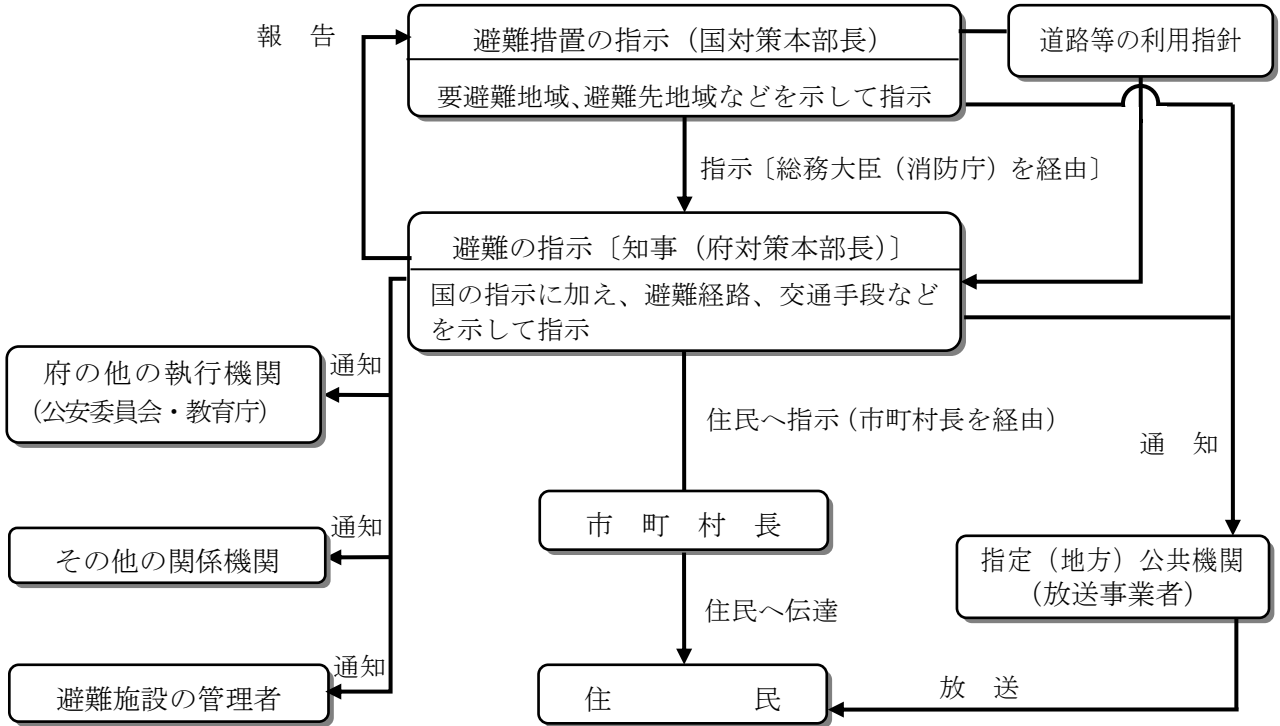 報　告
避難措置の指示（国対策本部長）
道路等の利用指針
要避難地域、避難先地域などを示して指示
指示〔総務大臣（消防庁）を経由〕
避難の指示〔知事（府対策本部長）〕
国の指示に加え、避難経路、交通手段など
を示して指示
府の他の執行機関
（公安委員会・教育庁）
通知
住民へ指示（市町村長を経由）
通　知
市　町　村　長
その他の関係機関
通知
指定（地方）公共機関
（放送事業者）
住民へ伝達
避難施設の管理者
通知
住　　　民
放　送